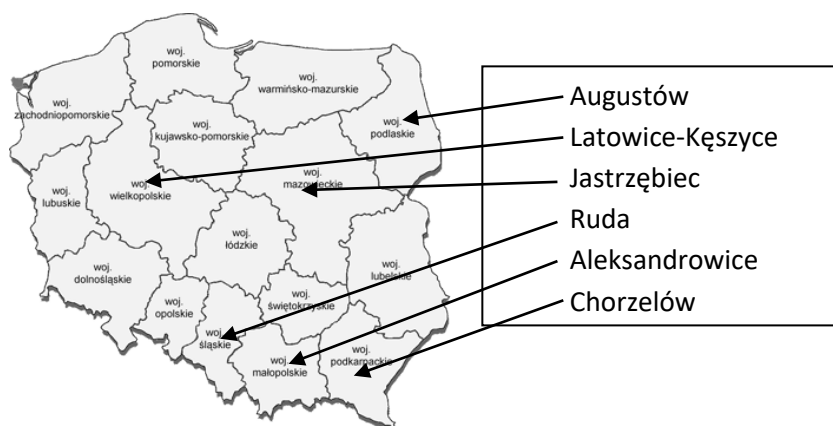 woj.
pomorskie
woj.
warmińsko-mazurskie
woj.
zachodniopomorskie
woj.
kujawsko-pomorskie
woj.
podlaskie
woj.
lubuskie
woj.
wielkopolskie
woj.
mazowieckie
woj.
łódzkie
woj.
lubelskie
woj.
dolnośląskie
woj.
opolskie
woj.
śląskie
woj.
świętokrzyskie
woj.
małopolskie
woj.
podkarpackie
Augustów
Latowice-Kęszyce
Jastrzębiec
Ruda
Aleksandrowice
Chorzelów